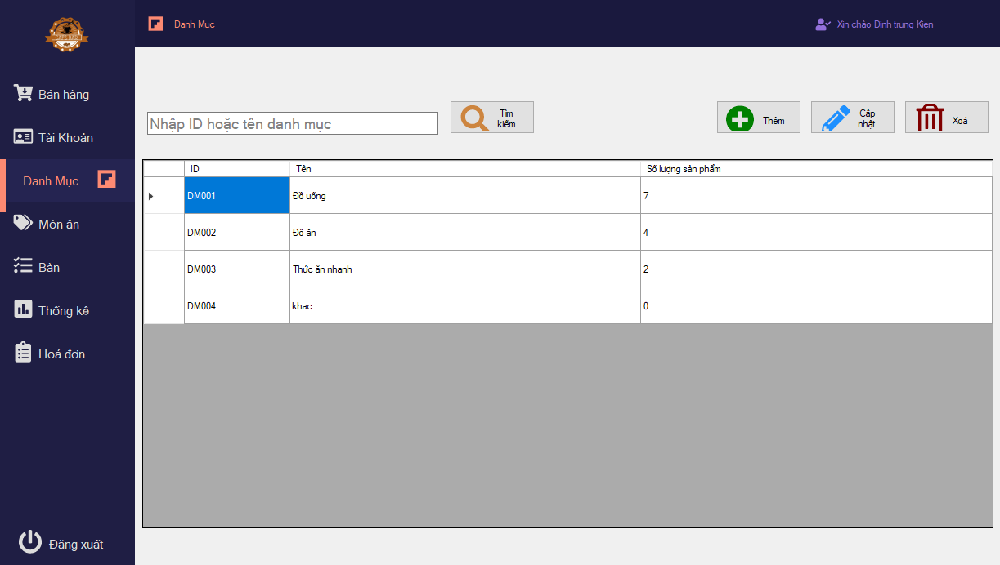 CAFE BAR
Danh Mục
Xin chào Dinh trung Kien
Bán hàng
Tài Khoản
Danh Mục
Món ăn
Bàn
Thống kê
Hoá đơn
Đăng xuất
Nhập ID hoặc tên danh mục
Tìm
kiếm
Thêm
Cập
nhật
Xoá
ID Tên Số lượng sản phẩm
DM001 Đồ uống 7
DM002 Đồ ăn 4
DM003 Thức ăn nhanh 2
DM004 khac 0